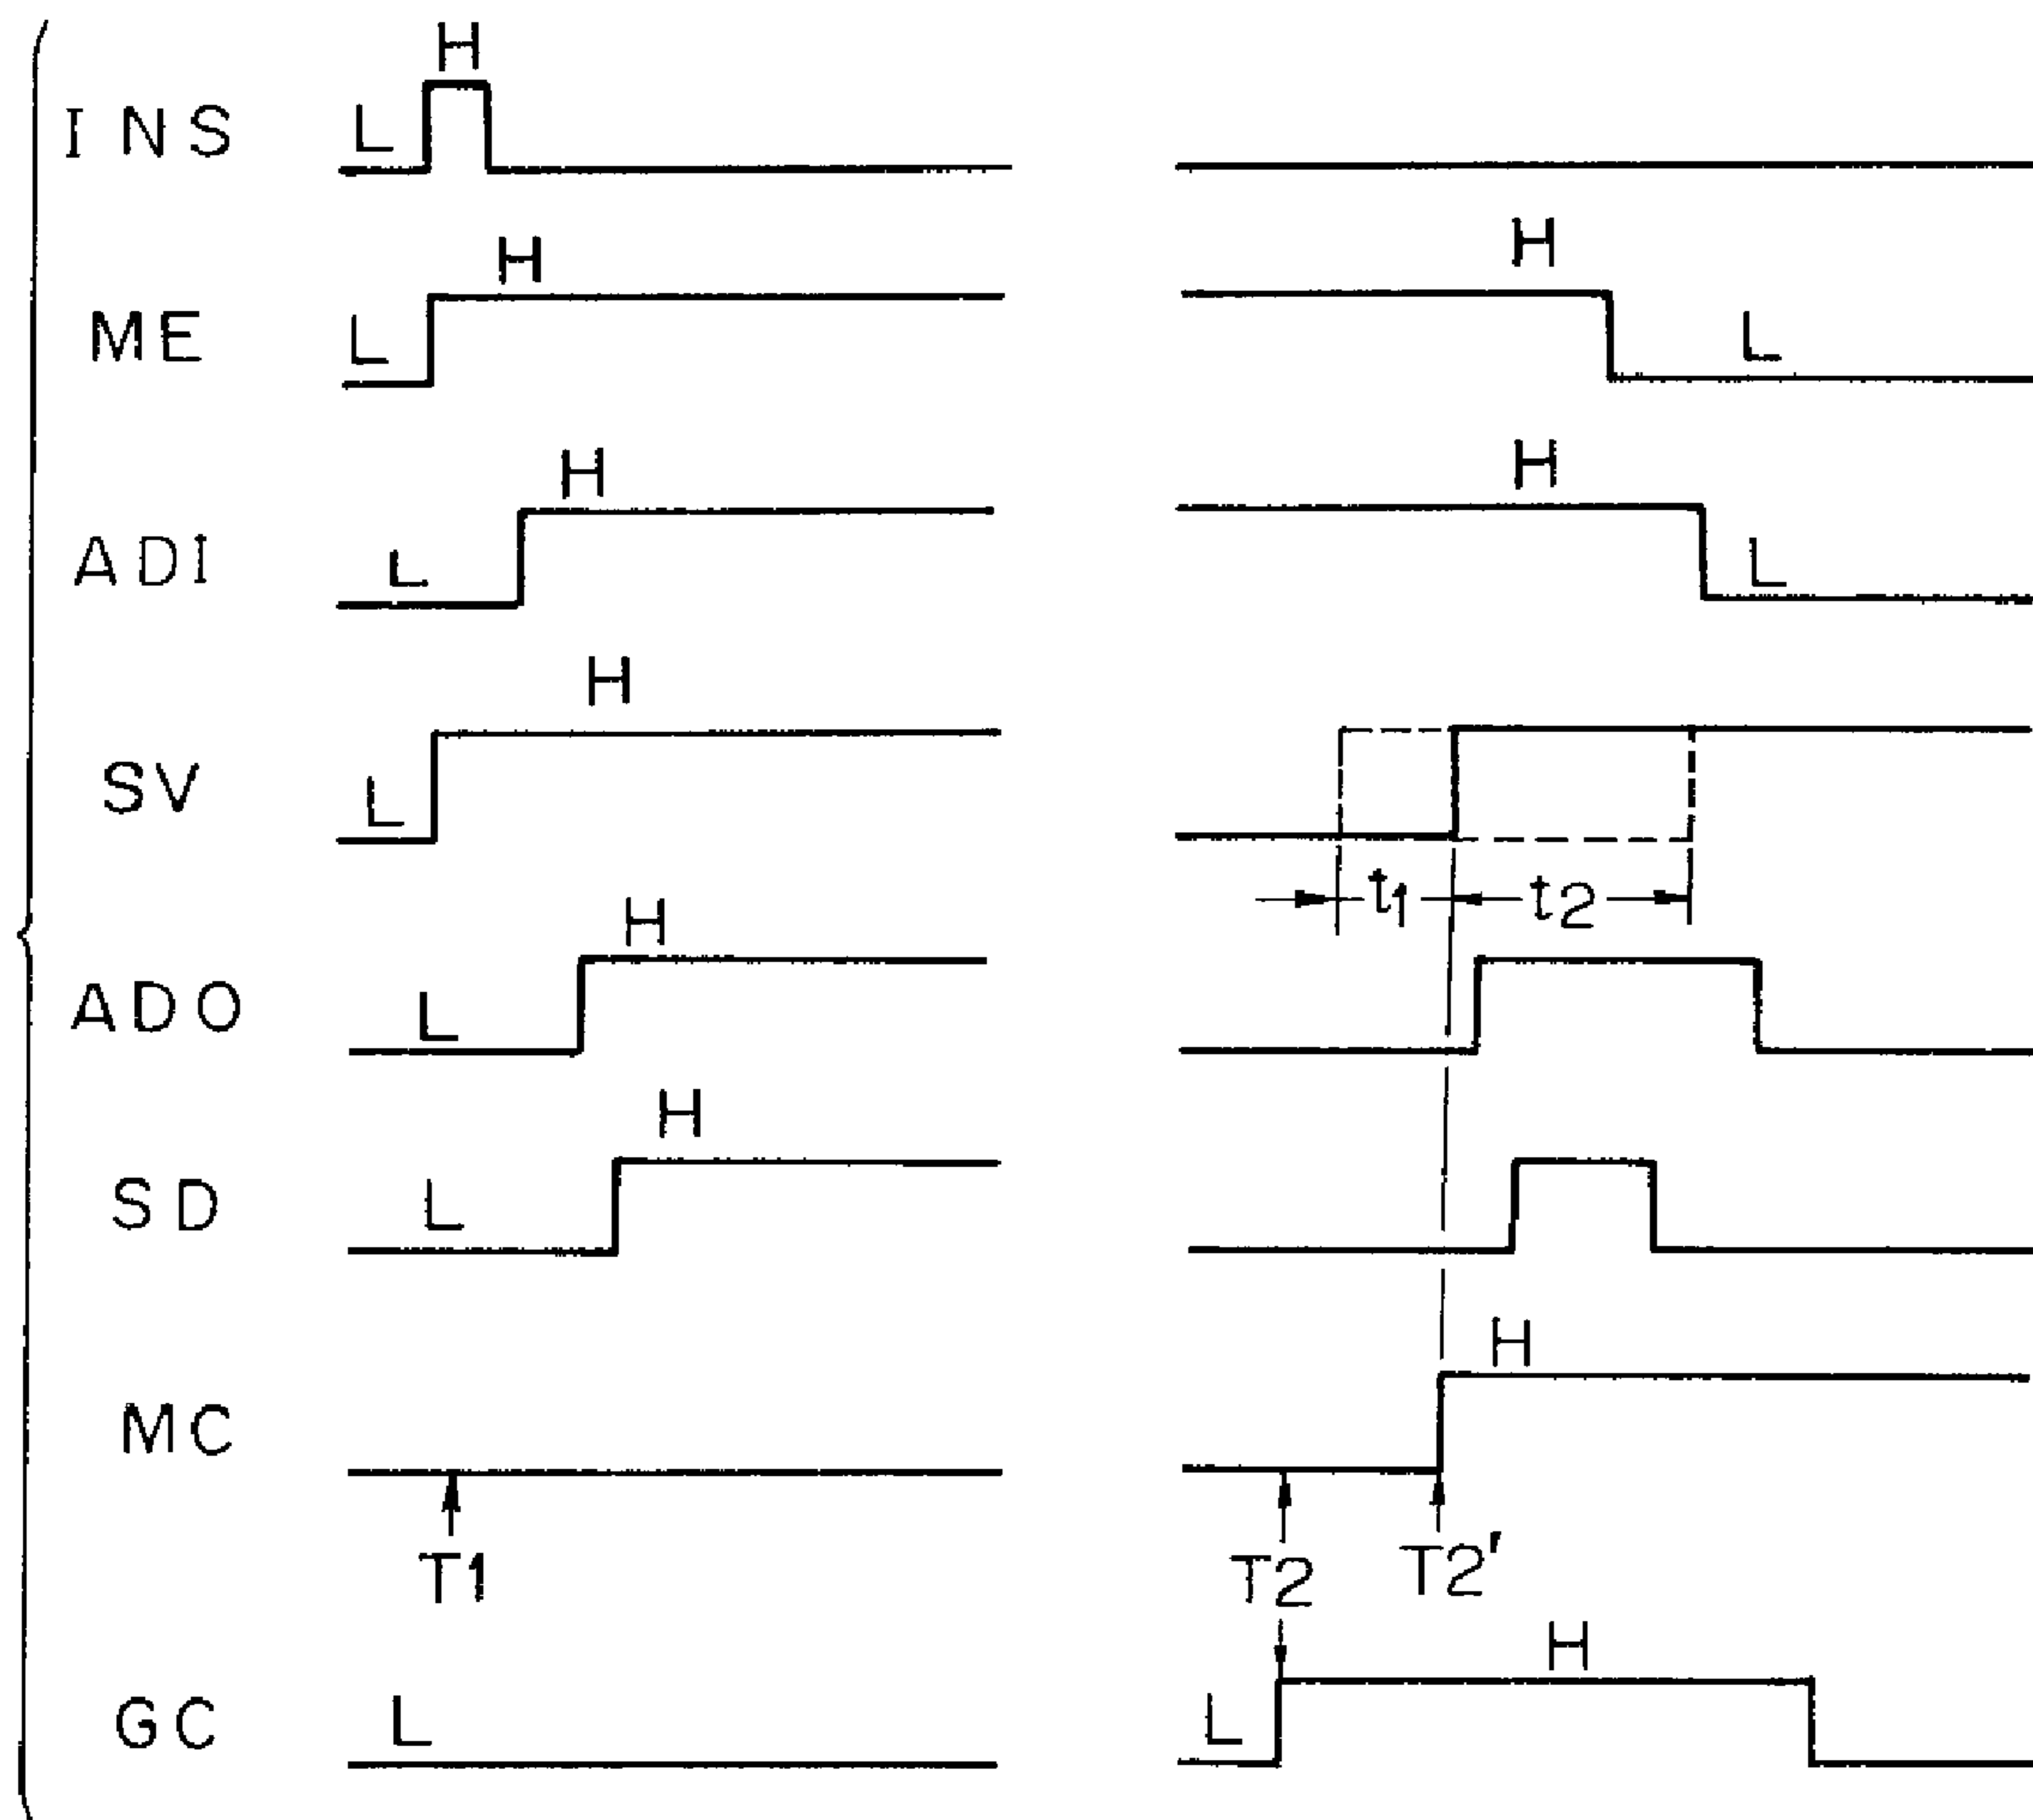 H
INS L
H H
ME L L
H H
ADI L L
H
SV L
t1 t2
H
ADO L
H
SD L
H
MC
T1 T2 T2'
H
GC L L